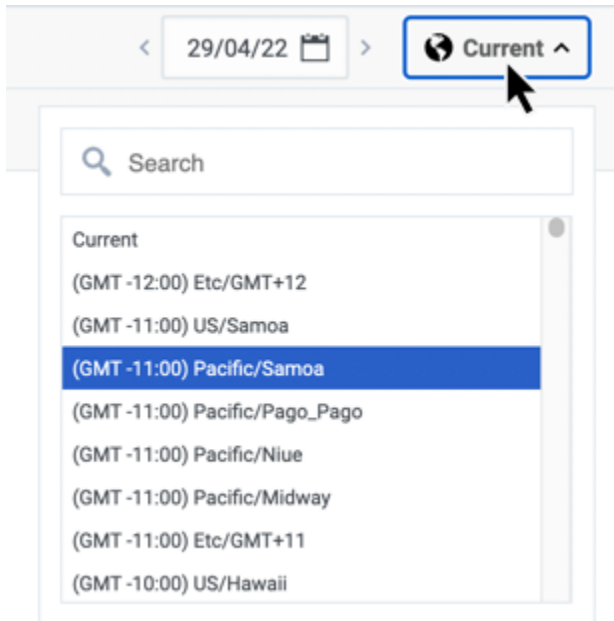 29/04/22 Current
Search
Current
(GMT -12:00) Etc/GMT+12
(GMT -11:00) US/Samoa
(GMT -11:00) Pacific/Samoa
(GMT -11:00) Pacific/Pago_Pago
(GMT -11:00) Pacific/Niue
(GMT -11:00) Pacific/Midway
(GMT -11:00) Etc/GMT+11
(GMT -10:00) US/Hawaii